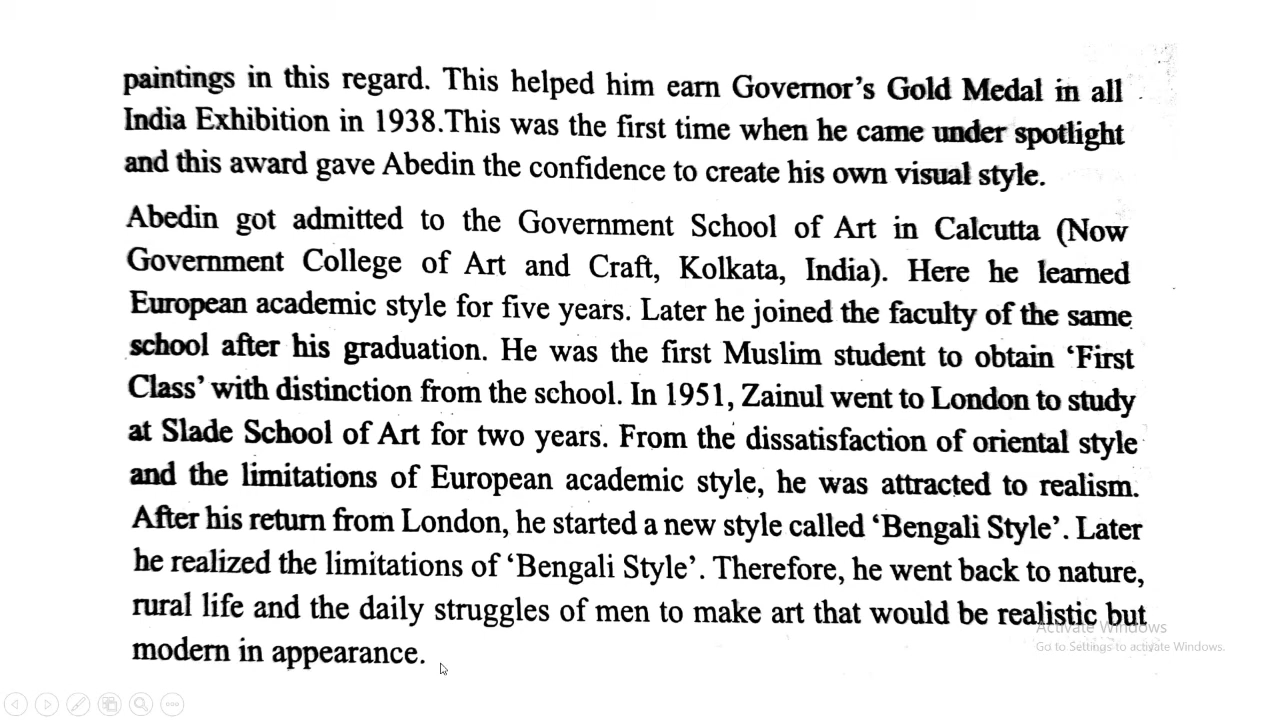 paintings in this regard. This helped him earn Governor's Gold Medal in all
India Exhibition in 1938.This was the first time when he came under spotlight
and this award gave Abedin the confidence to create his own visual style.
Abedin got admitted to the Government School of Art in Calcutta (Now
Government College of Art and Craft, Kolkata, India). Here he learned
European academic style for five years. Later he joined the faculty of the same
school after his graduation. He was the first Muslim student to obtain ‘First
Class’ with distinction from the school. In 1951, Zainul went to London to study
at Slade School of Art for two years. From the dissatisfaction of oriental style
and the limitations of European academic style, he was attracted to realism.
After his return from London, he started a new style called ‘Bengali Style’. Later
he realized the limitations of ‘Bengali Style’. Therefore, he went back to nature,
rural life and the daily struggles of men to make art that would be realistic but
modern in appearance.
Activate Windows
Go to Settings to activate Windows.